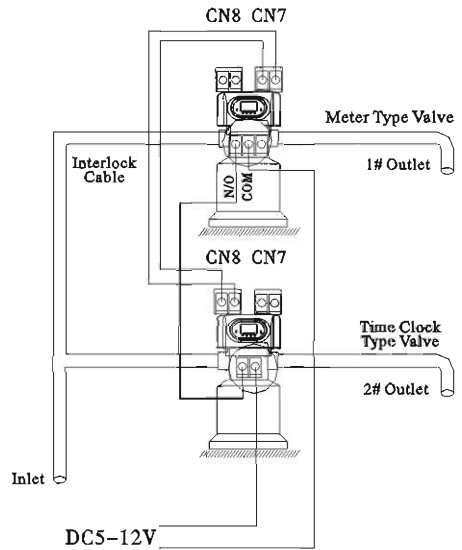 CN8 CN7
Meter Type Valve
Interlock
Cable
1# Outlet
N/O
COM
CN8 CN7
Time Clock
Type Valve
2# Outlet
Inlet
DC5-12V